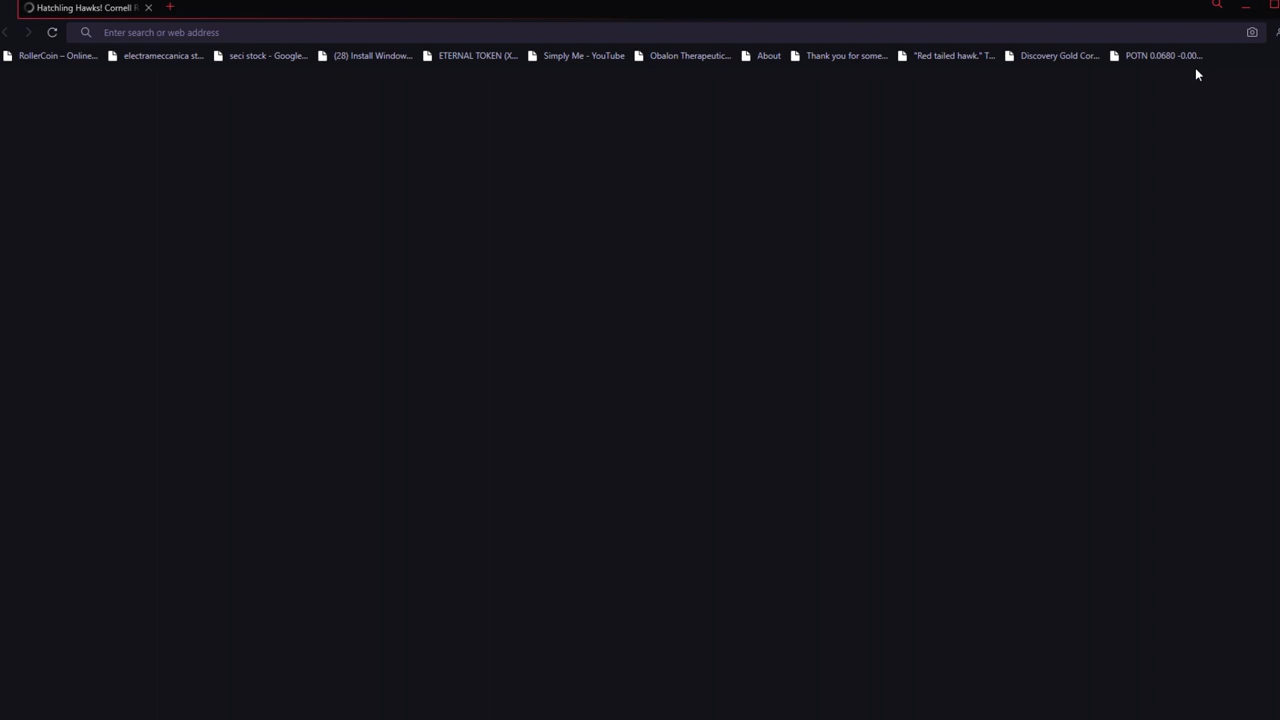 Hatchling Hawks! Cornell R
Enter search or web address
RollerCoin – Online... electrameccanica st... seci stock - Google... (28) Install Window... ETERNAL TOKEN (X... Simply Me - YouTube Obalon Therapeutic... About Thank you for some... "Red tailed hawk." T... Discovery Gold Cor... POTN 0.0680 -0.00...